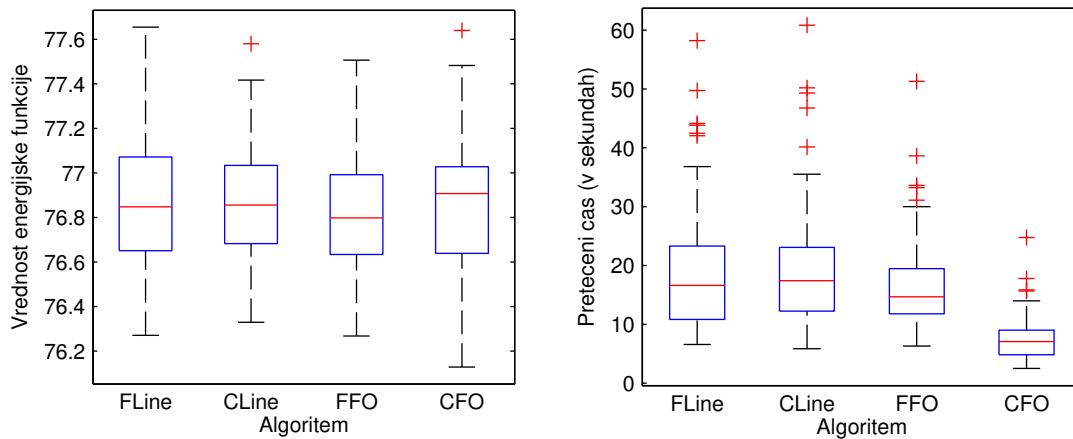 Vrednost energijske funkcije
77.6
77.4
77.2
77
76.8
76.6
76.4
76.2
FLine CLine FFO CFO
Algoritem
Preteceni cas (v sekundah)
60
50
40
30
20
10
0
FLine CLine FFO CFO
Algoritem